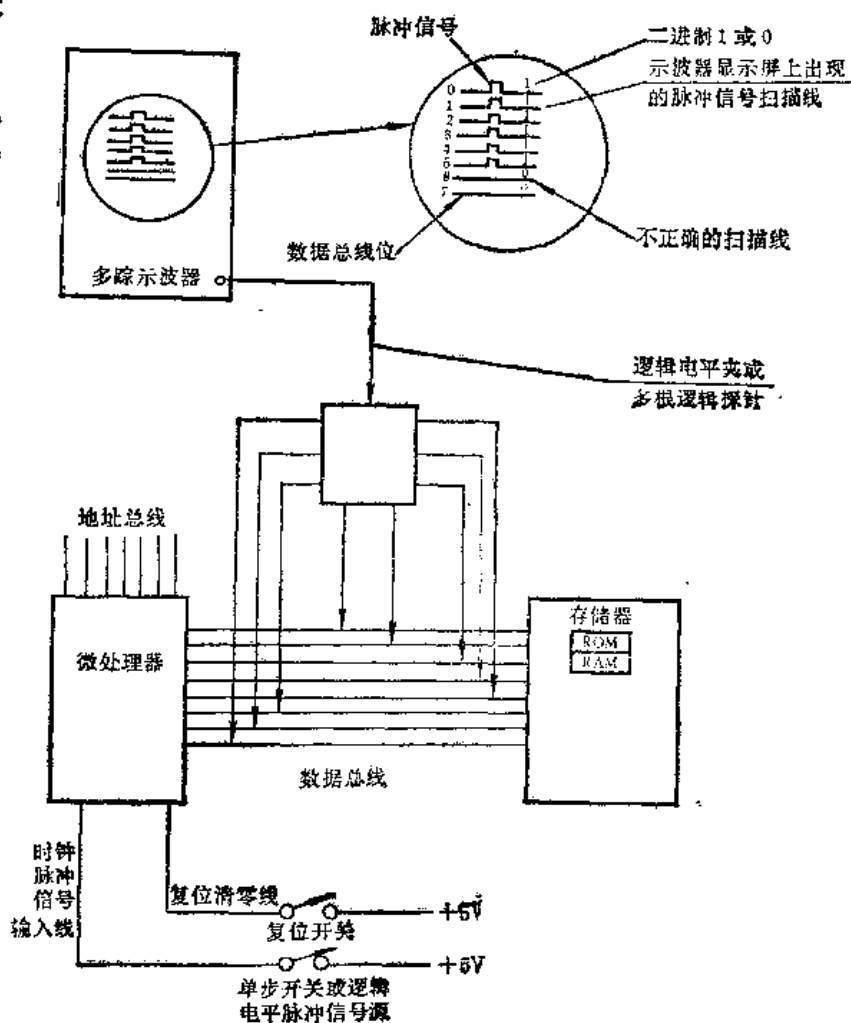 脉冲信号
二进制1或0
示波器显示屏上出现
的脉冲信号扫描线
0
1
1
2
3
4
5
6
0
7
0
不正确的扫描线
数据总线位
多踪示波器
逻辑电平夹或
多根逻辑探针
地址总线
微处理器
存储器
ROM
RAM
数据总线
时钟
脉冲
信号
输入线
复位清零线
+5V
复位开关
+5V
单步开关或逻辑
电平脉冲信号源